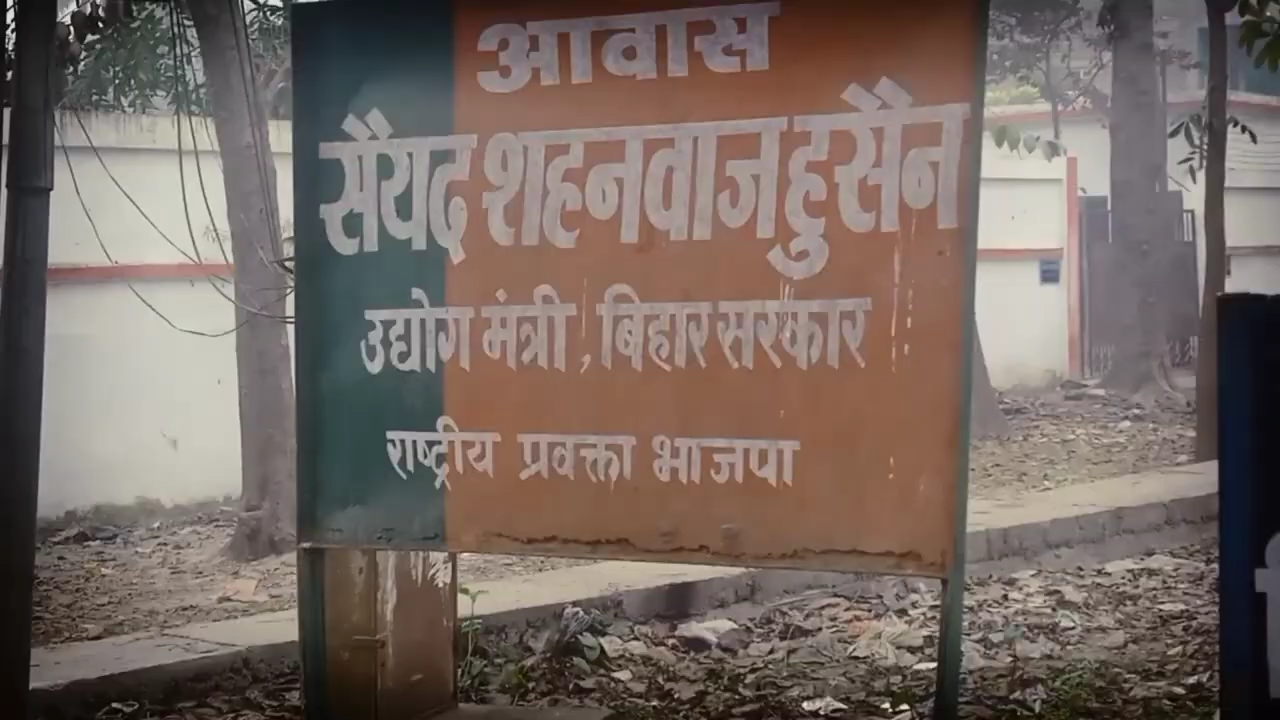 आवास
सैयद शहनवाज हुसैन
उद्योग मंत्री, बिहार सरकार
राष्ट्रीय प्रवक्ता भाजपा